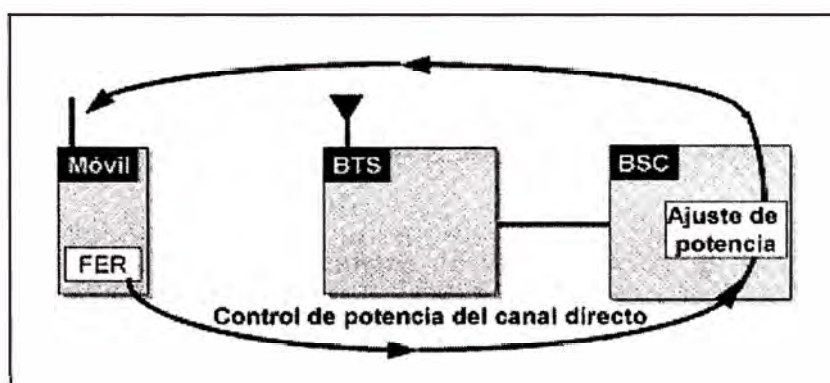 Móvil
BTS
BSC
Ajuste de
potencia
FER
Control de potencia del canal directo